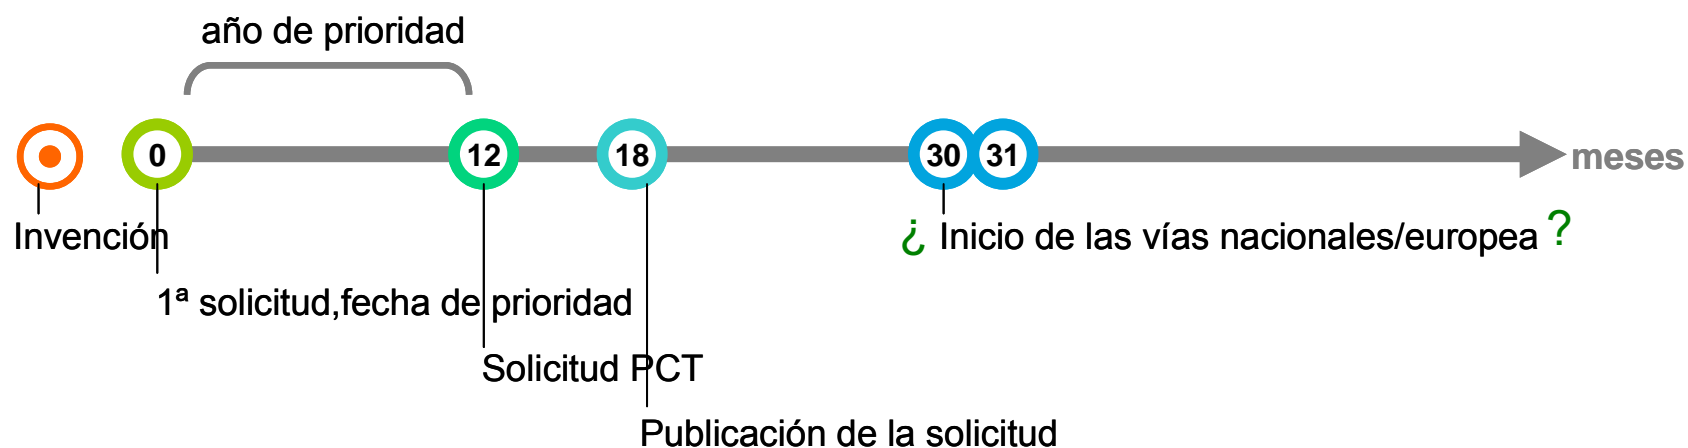 año de prioridad
0
12
18
30
31
meses
Invención
¿ Inicio de las vías nacionales/europea ?
1ª solicitud,fecha de prioridad
Solicitud PCT
Publicación de la solicitud